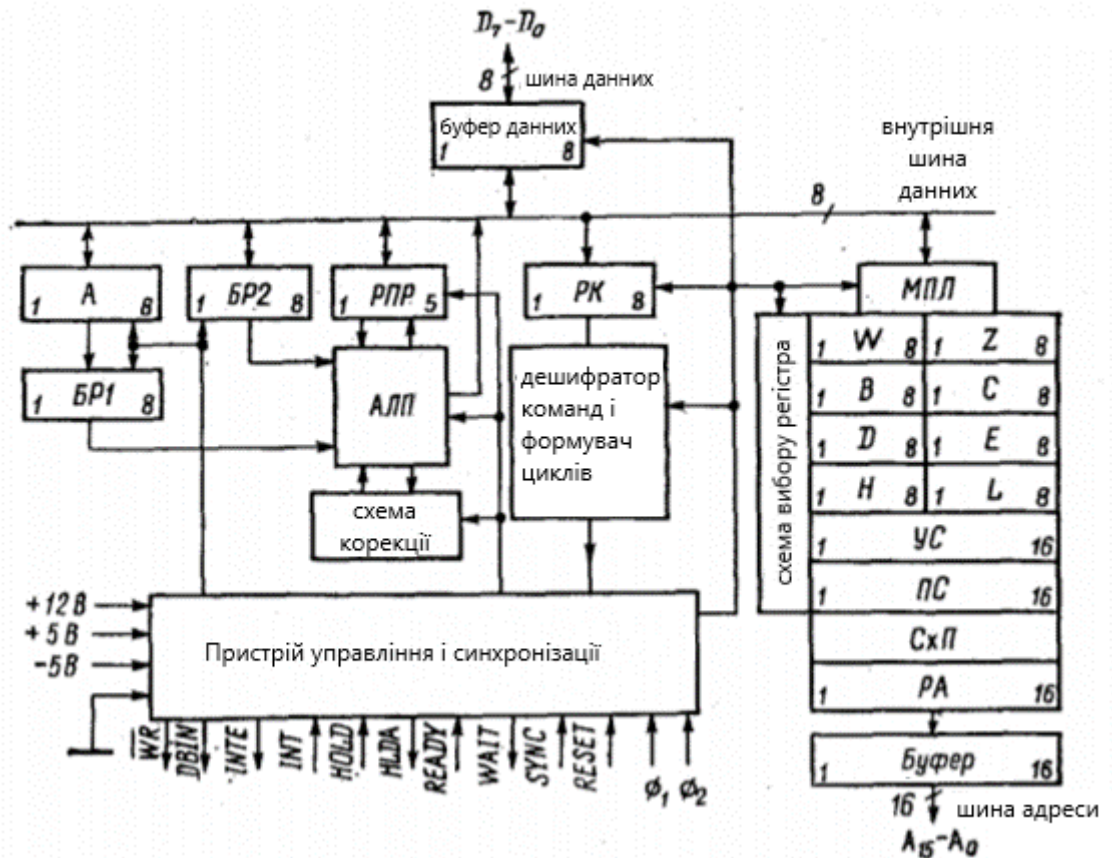 D₇-D₀
8 шина данних
буфер данних
1 8
внутрішня
шина
данних
8
1 А 8
1 БР2 8
1 РПР 5
1 РК 8
МПЛ
1 БР1 8
АЛП
дешифратор
команд і
формувач
циклів
схема
корекції
схема вибору регістра
1 W 8 1 Z 8
1 B 8 1 C 8
1 D 8 1 E 8
1 H 8 1 L 8
1 УС 16
1 ПС 16
СхП
1 РА 16
1 Буфер 16
16 шина адреси
A₁₅-A₀
+12В
+5В
-5В
Пристрій управління і синхронізації
W̅R̅
DBIN
INTE
INT
HOLD
HLDA
READY
WAIT
SYNC
RESET
Ф₁ Ф₂